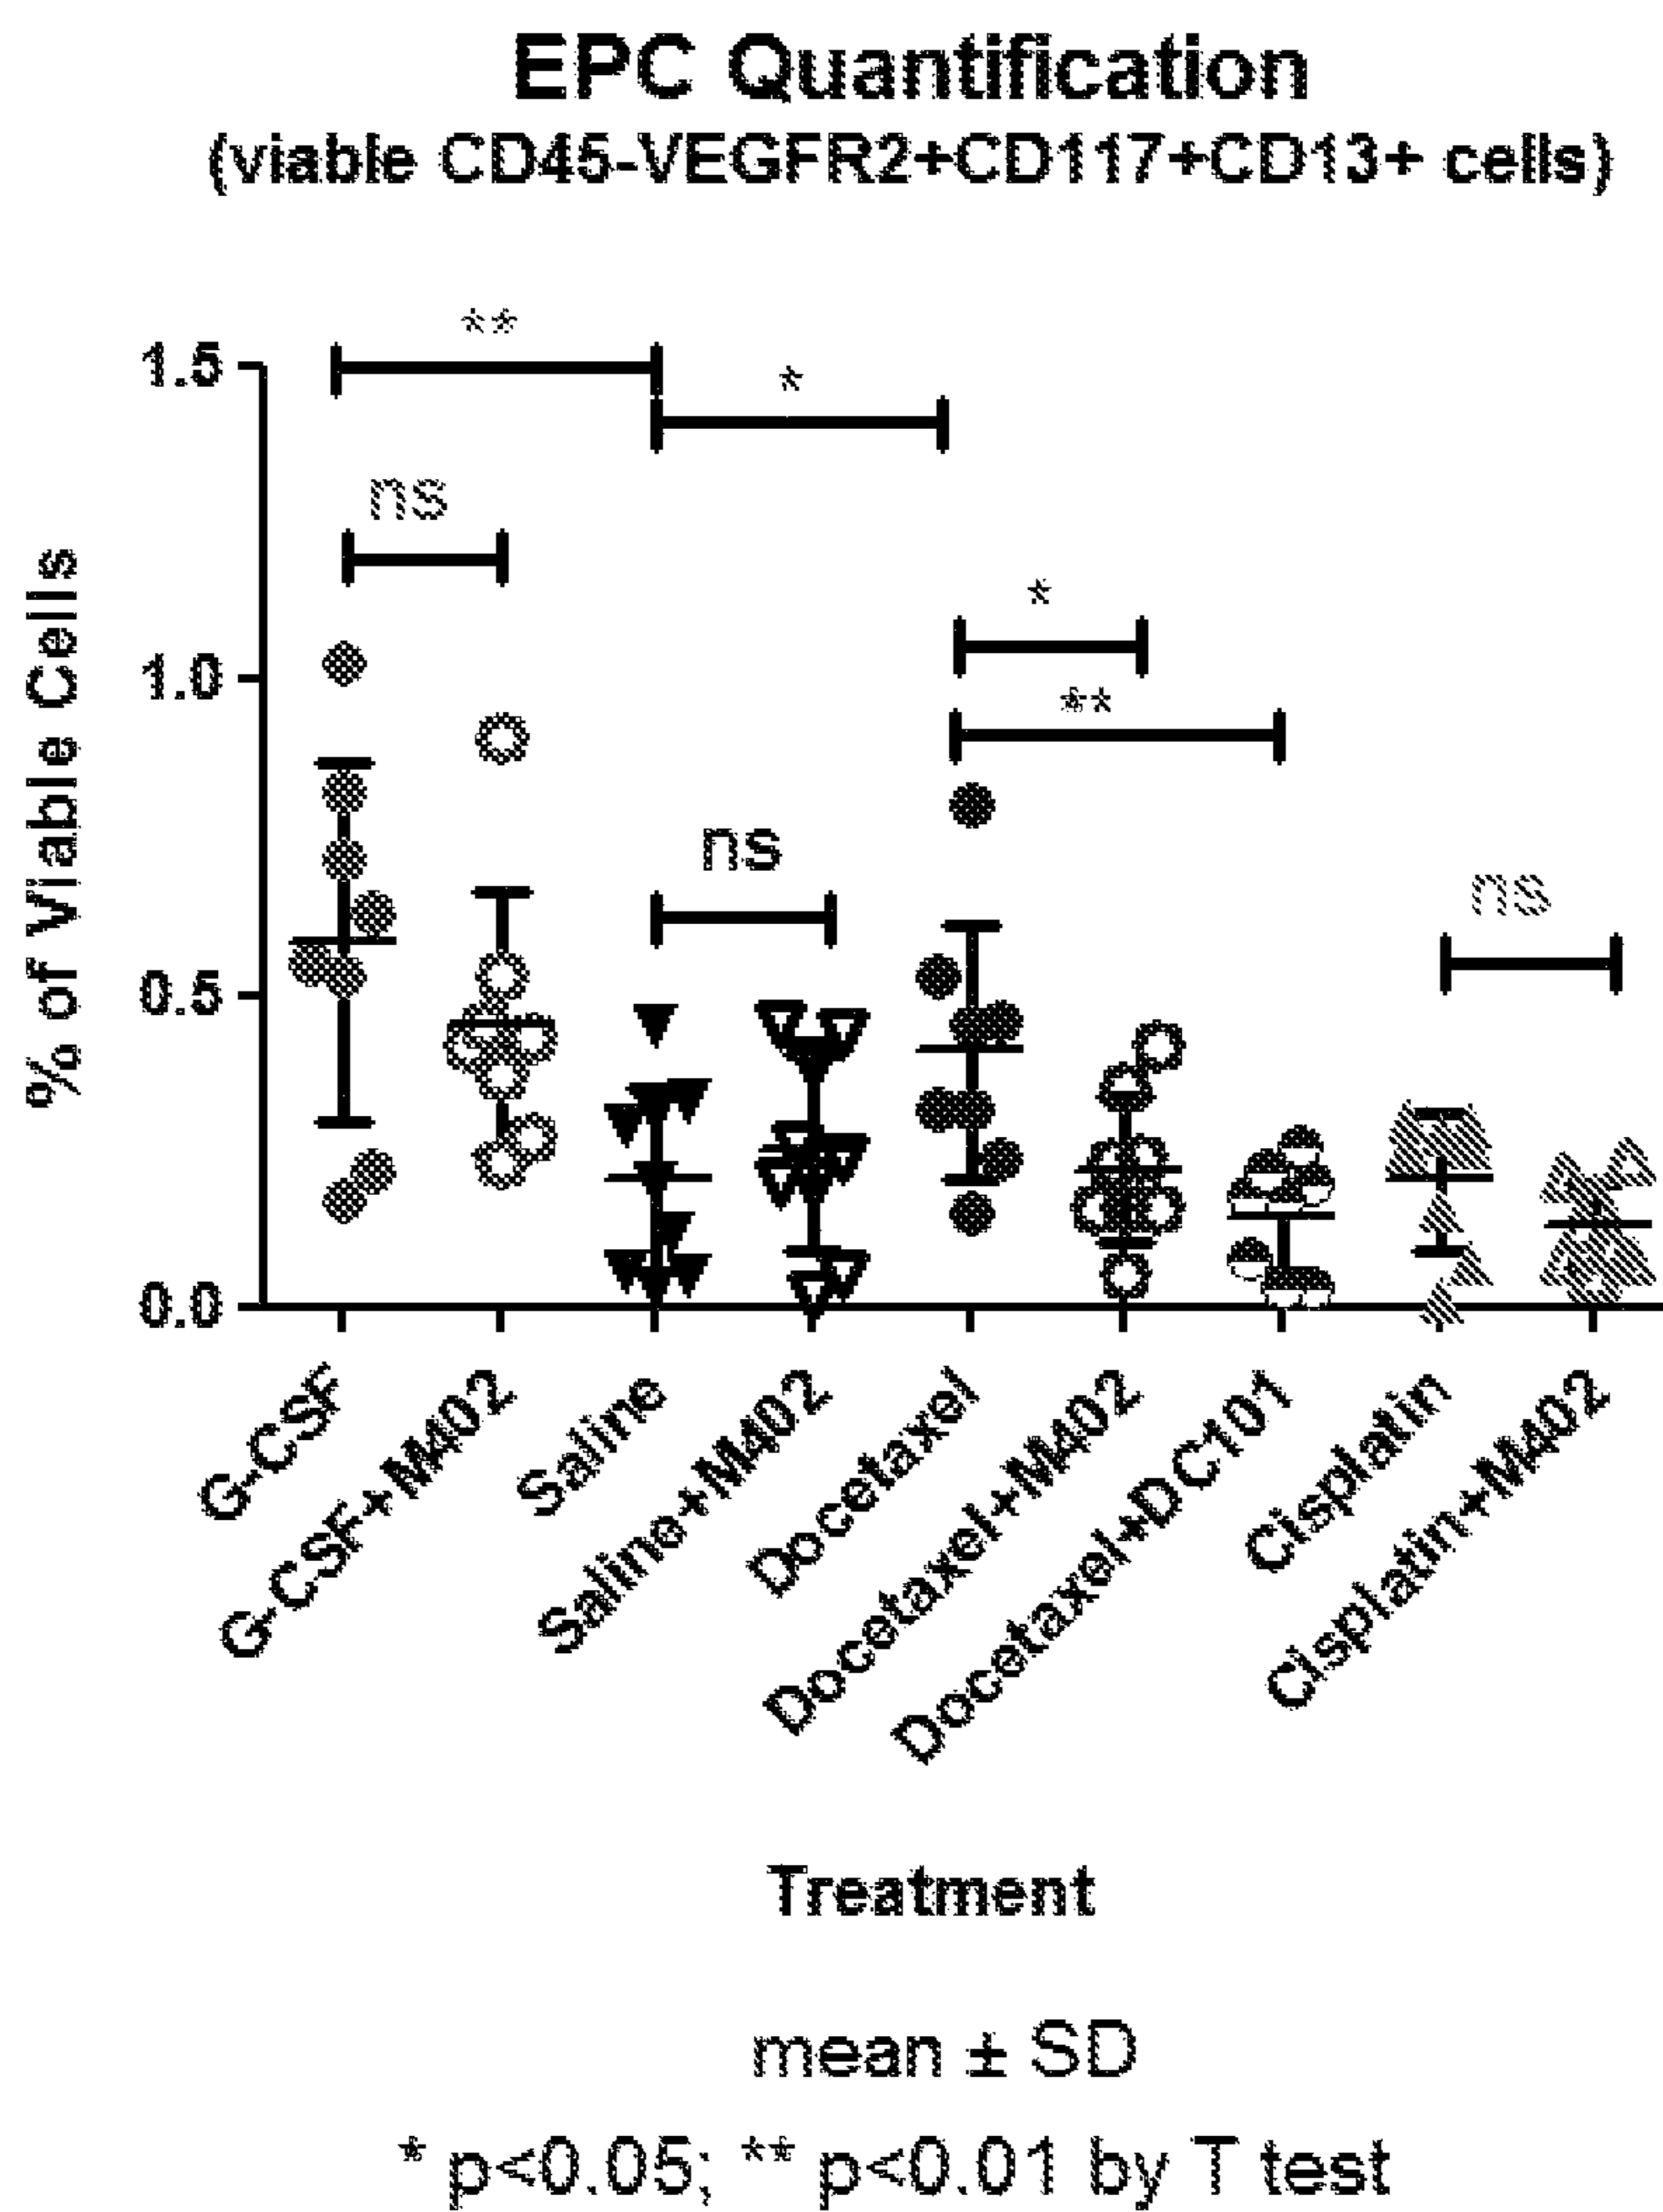 EPC Quantification
(viable CD45-VEGFR2+CD117+CD13+ cells)
% of Viable Cells
1.5
1.0
0.5
0.0
**
*
ns
*
**
ns
ns
G-CSF
G-CSF+M402
Saline
Saline+M402
Docetaxel
Docetaxel+M402
Docetaxel+DC101
Cisplatin
Cisplatin+M402
Treatment
mean ± SD
* p<0.05; ** p<0.01 by T test